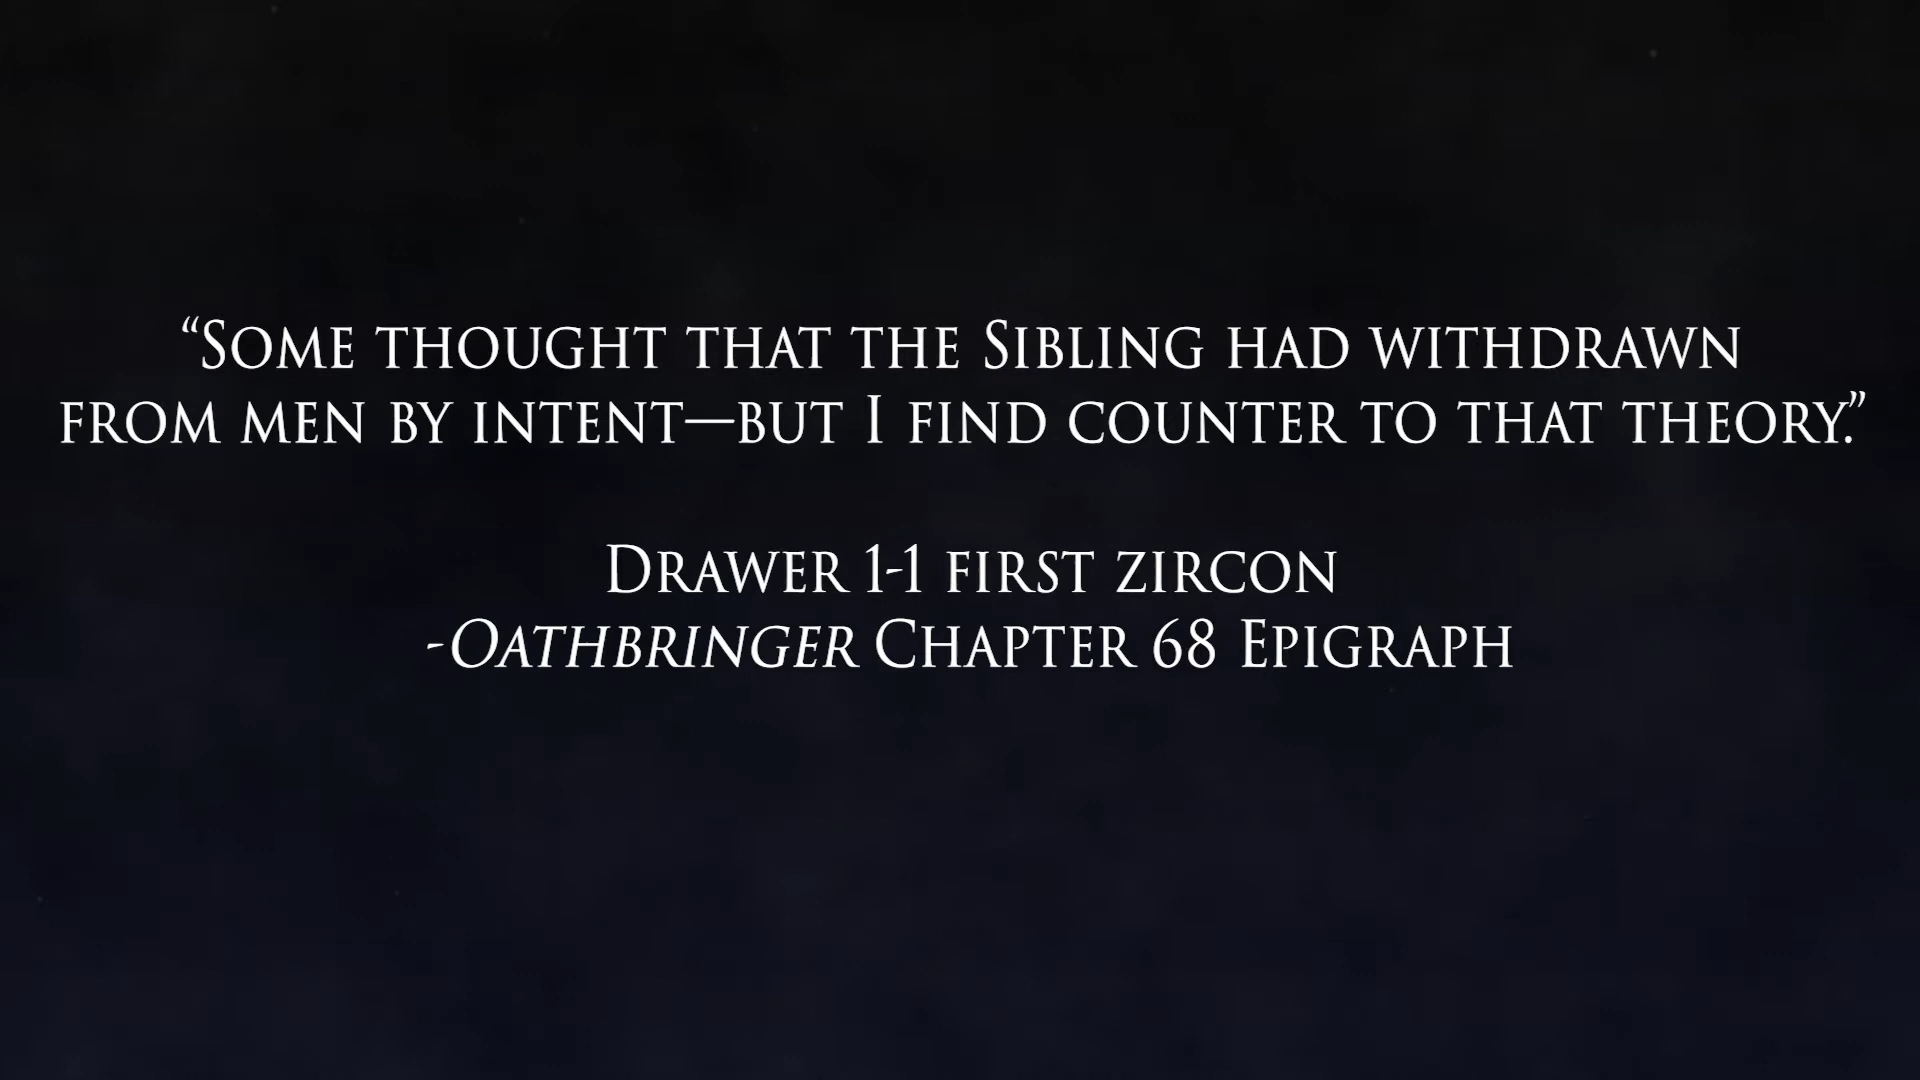 “Some thought that the Sibling had withdrawn
from men by intent—but I find counter to that theory.”
Drawer 1-1 first zircon
-Oathbringer Chapter 68 Epigraph